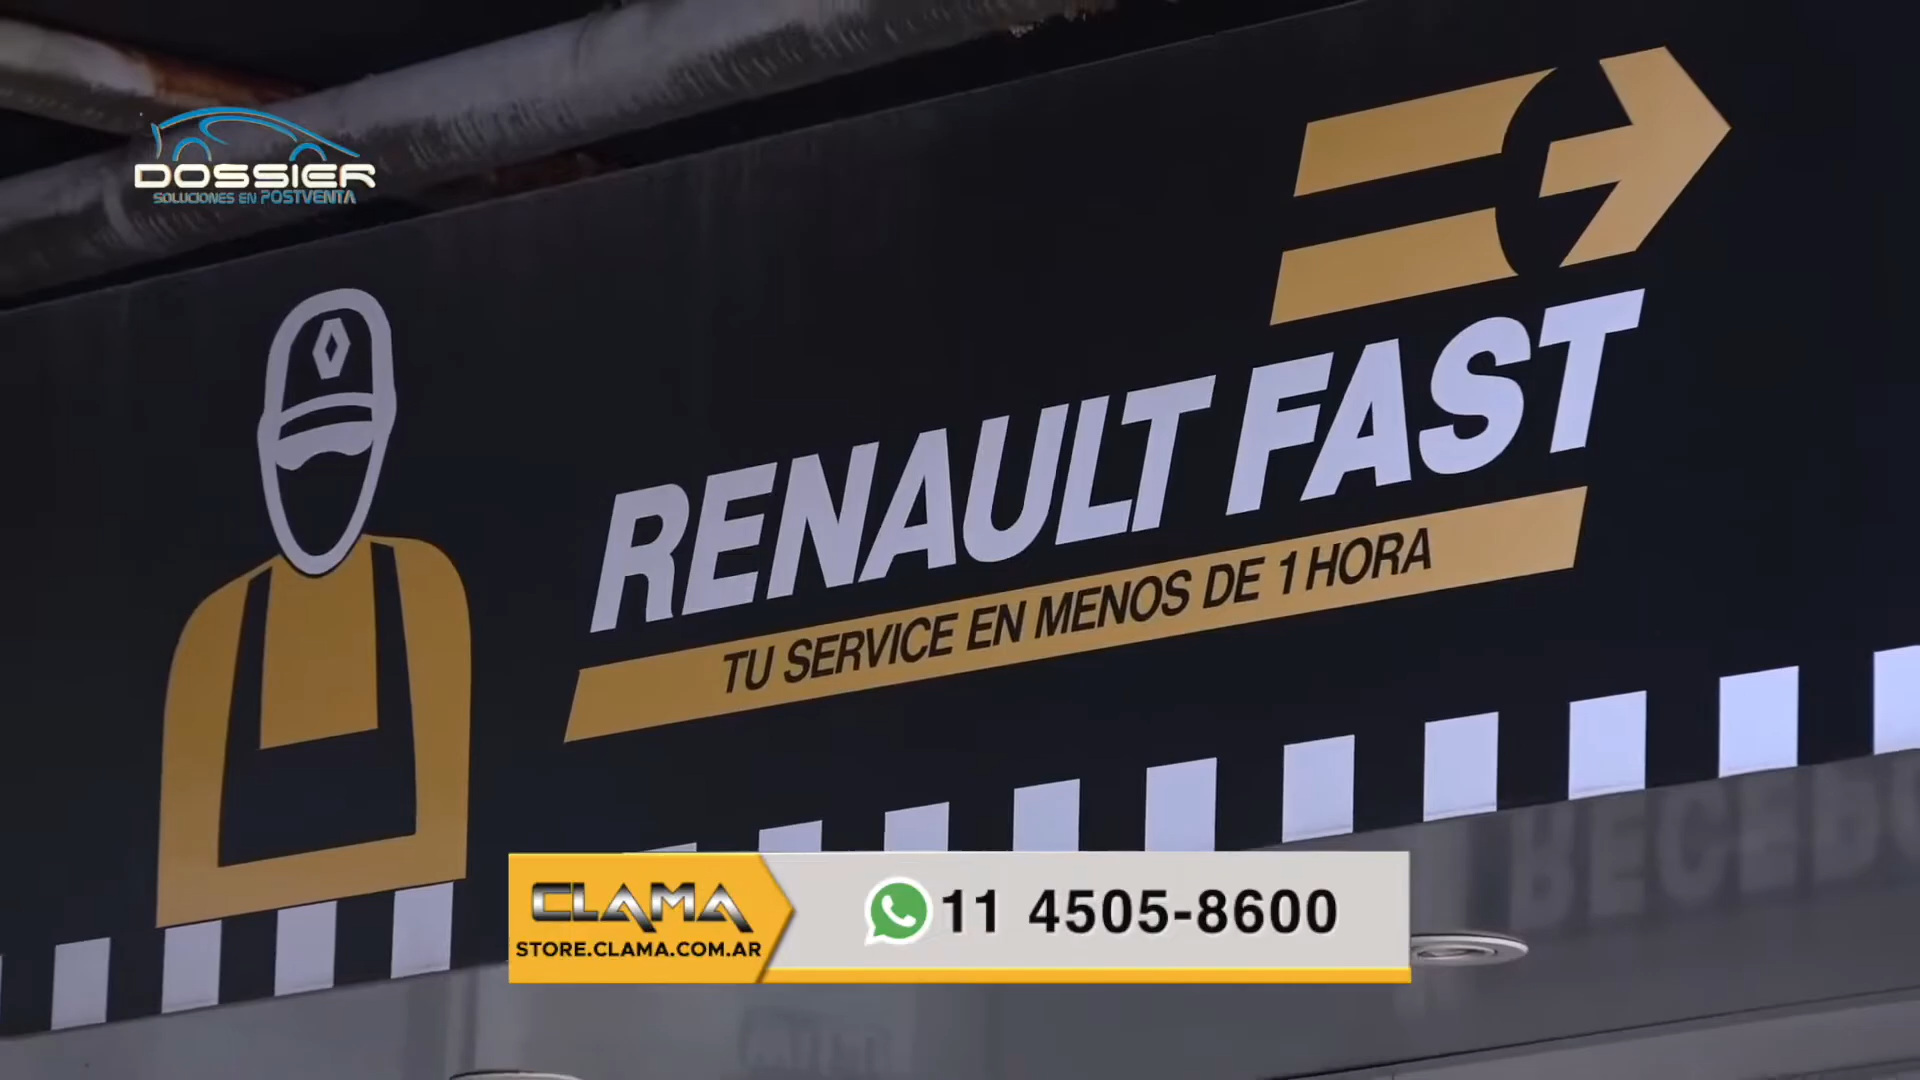 DOSSIER
SOLUCIONES EN POSTVENTA
RENAULT FAST
TU SERVICE EN MENOS DE 1 HORA
CLAMA
STORE.CLAMA.COM.AR
11 4505-8600